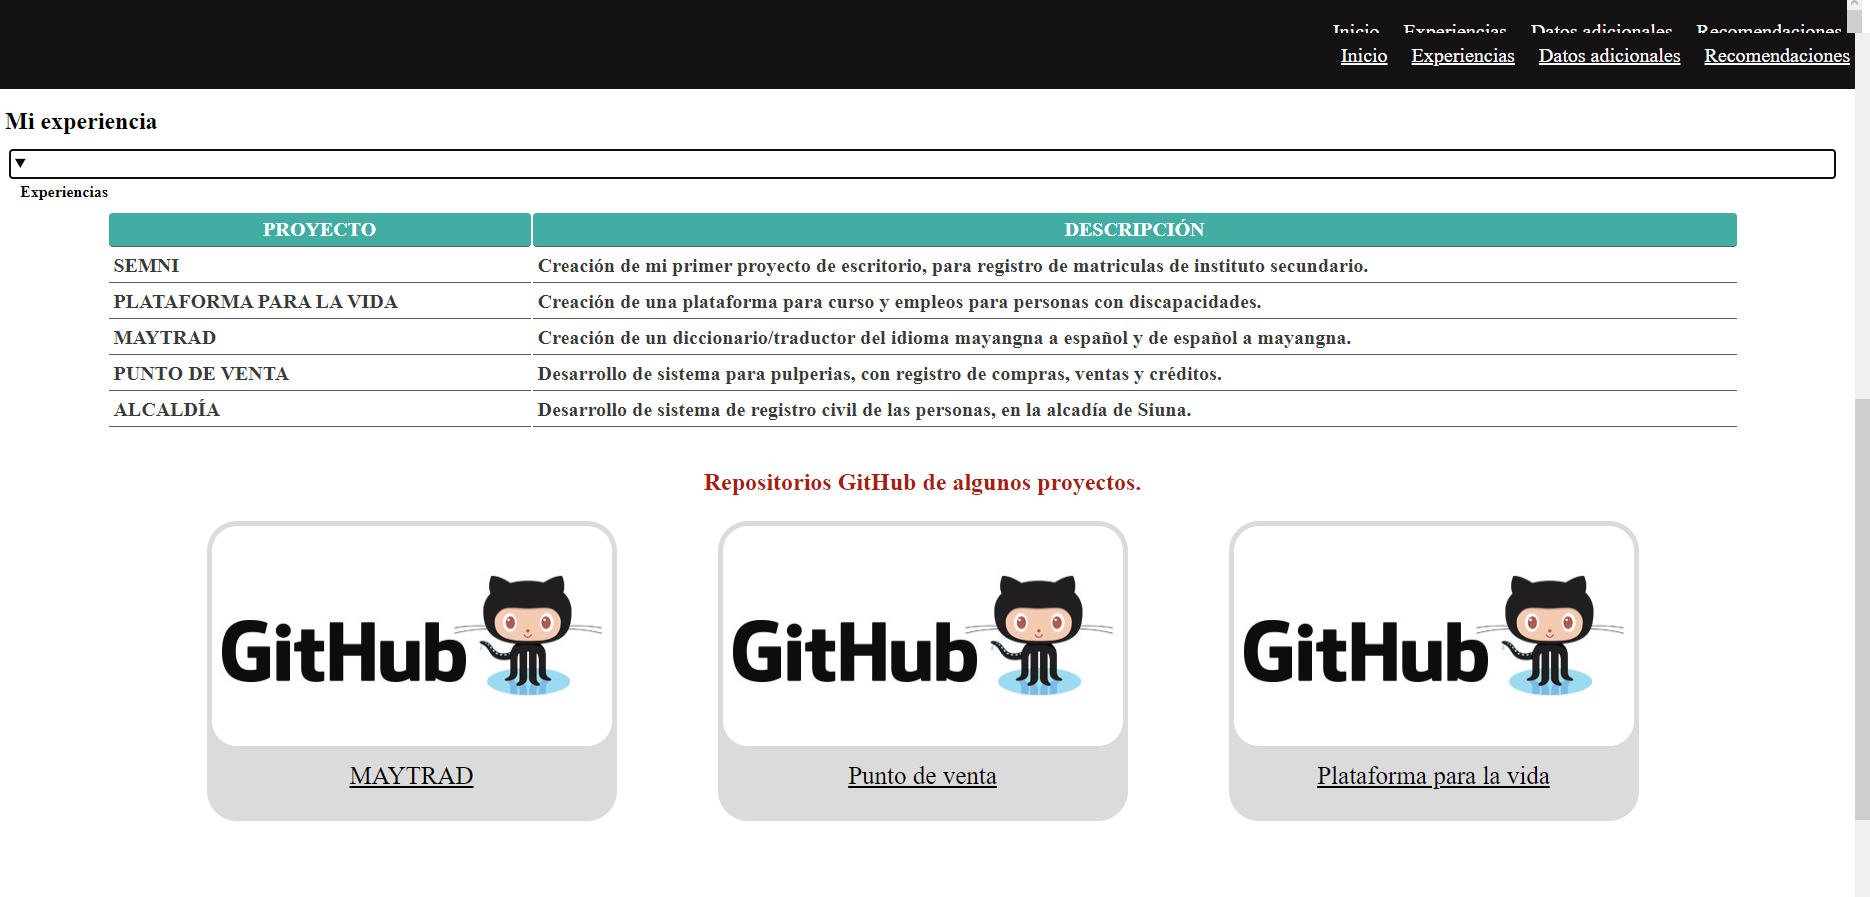 Inicio Experiencias Datos adicionales Recomendaciones
Inicio Experiencias Datos adicionales Recomendaciones
Mi experiencia
Experiencias
PROYECTO DESCRIPCIÓN
SEMNI Creación de mi primer proyecto de escritorio, para registro de matriculas de instituto secundario.
PLATAFORMA PARA LA VIDA Creación de una plataforma para curso y empleos para personas con discapacidades.
MAYTRAD Creación de un diccionario/traductor del idioma mayangna a español y de español a mayangna.
PUNTO DE VENTA Desarrollo de sistema para pulperias, con registro de compras, ventas y créditos.
ALCALDÍA Desarrollo de sistema de registro civil de las personas, en la alcadía de Siuna.
Repositorios GitHub de algunos proyectos.
GitHub GitHub GitHub
MAYTRAD Punto de venta Plataforma para la vida